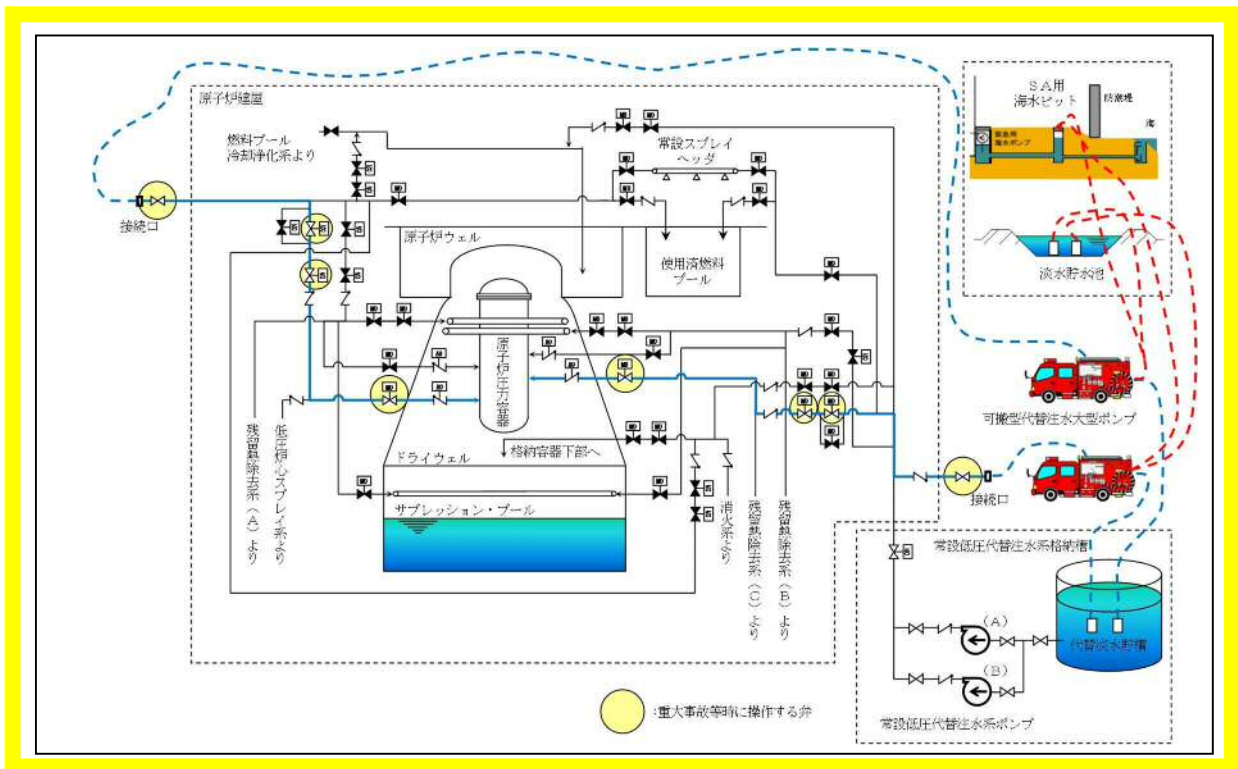 原子炉建屋
燃料プール
冷却浄化系より
接続口
原子炉ウェル
常設スプレイ
ヘッダ
使用済燃料
プール
原子炉圧力容器
ドライウェル
格納容器下部へ
サプレッション・プール
残留熱除去系(A)より
低圧炉心スプレイ系より
消火系より
残留熱除去系(C)より
残留熱除去系(B)より
SA用
海水ピット
防潮堤
海
緊急用
海水ポンプ
淡水貯水池
可搬型代替注水大型ポンプ
接続口
常設低圧代替注水系格納槽
(A)
(B)
代替淡水貯槽
常設低圧代替注水系ポンプ
:重大事故等時に操作する弁